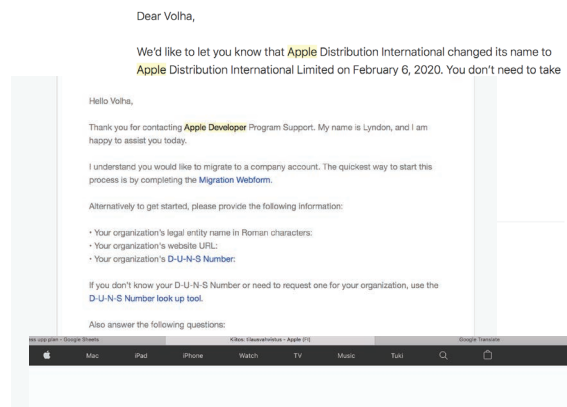 Dear Volha,
We'd like to let you know that Apple Distribution International changed its name to
Apple Distribution International Limited on February 6, 2020. You don't need to take
Hello Volha,
Thank you for contacting Apple Developer Program Support. My name is Lyndon, and I am
happy to assist you today.
I understand you would like to migrate to a company account. The quickest way to start this
process is by completing the Migration Webform.
Alternatively to get started, please provide the following information:
• Your organization's legal entity name in Roman characters:
• Your organization's website URL:
• Your organization's D-U-N-S Number:
If you don't know your D-U-N-S Number or need to request one for your organization, use the
D-U-N-S Number look up tool.
Also answer the following questions:
app plan – Google Sheets Kiitos: tilausvahvistus – Apple (FI) Google Translate
Mac iPad iPhone Watch TV Music Tuki